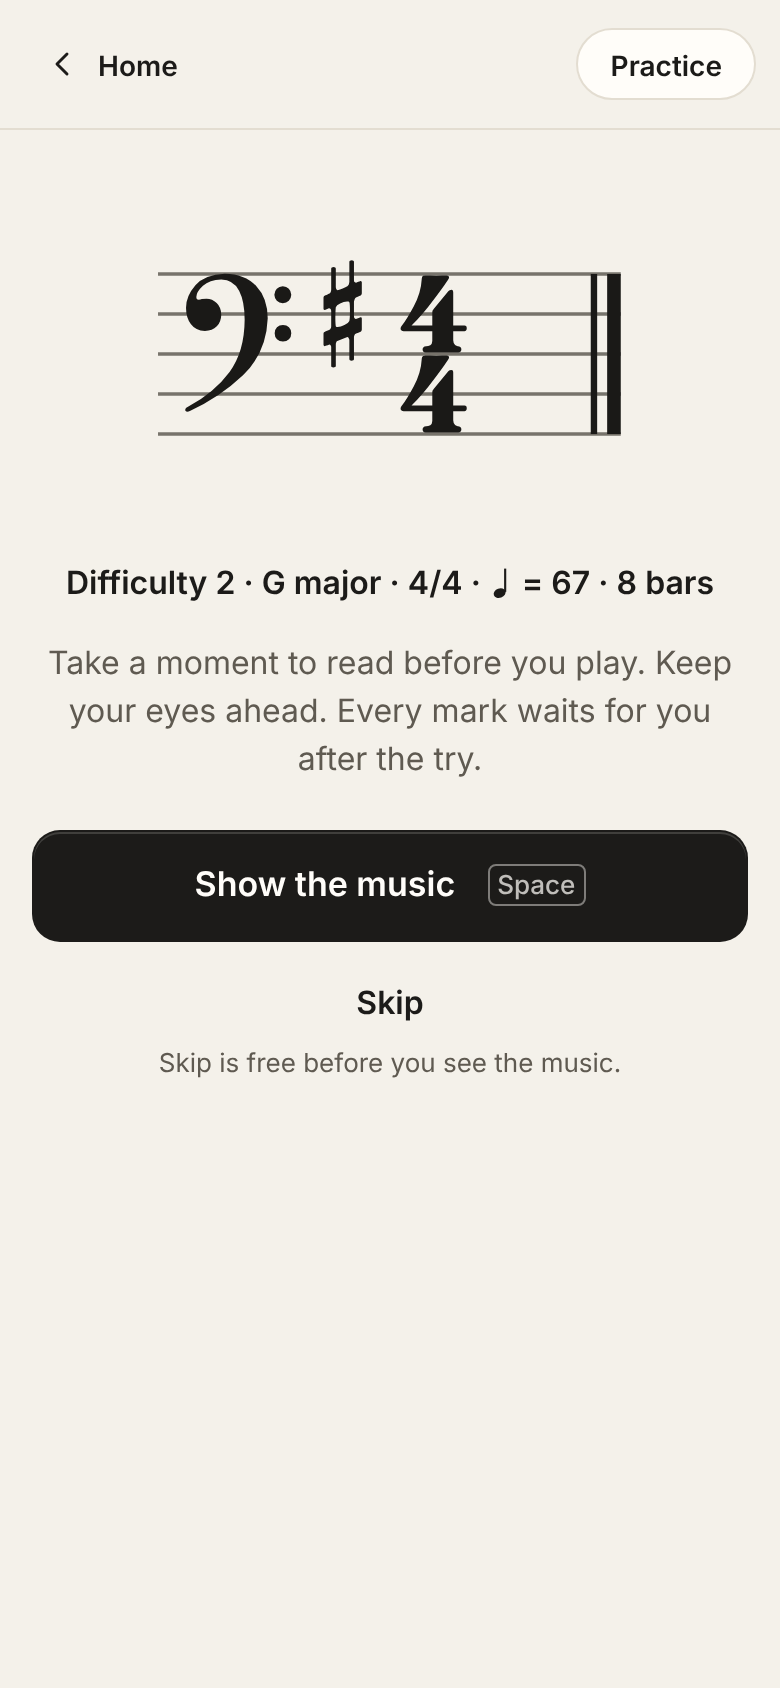 Home
Practice
4
4
Difficulty 2 · G major · 4/4 · ♩ = 67 · 8 bars
Take a moment to read before you play. Keep
your eyes ahead. Every mark waits for you
after the try.
Show the music Space
Skip
Skip is free before you see the music.